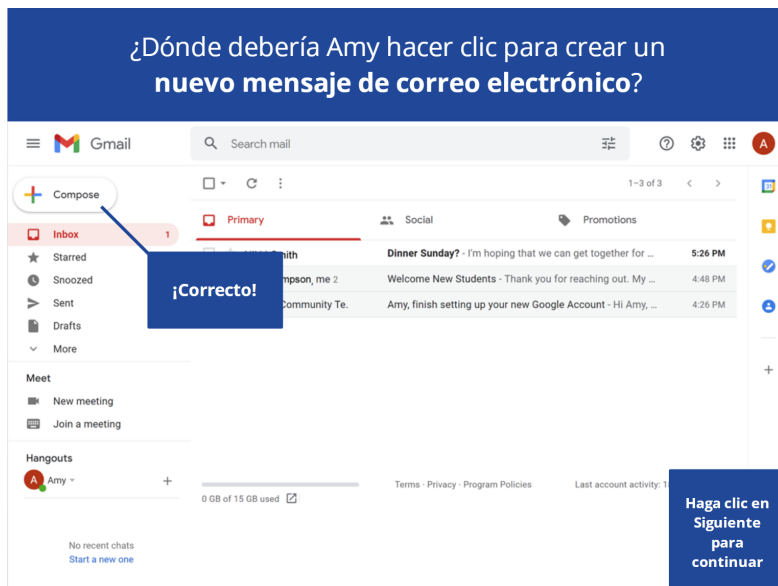 ¿Dónde debería Amy hacer clic para crear un
nuevo mensaje de correo electrónico?
Gmail
Search mail
A
Compose
1–3 of 3
31
Primary
Social
Promotions
Inbox 1
Starred
Snoozed
Sent
Drafts
More
¡Correcto!
Dinner Sunday? - I'm hoping that we can get together for ... 5:26 PM
me 2 Welcome New Students - Thank you for reaching out. My ... 4:48 PM
Community Te. Amy, finish setting up your new Google Account - Hi Amy, ... 4:26 PM
Meet
New meeting
Join a meeting
Hangouts
A Amy
No recent chats
Start a new one
0 GB of 15 GB used
Terms · Privacy · Program Policies
Last account activity:
Haga clic en
Siguiente
para
continuar